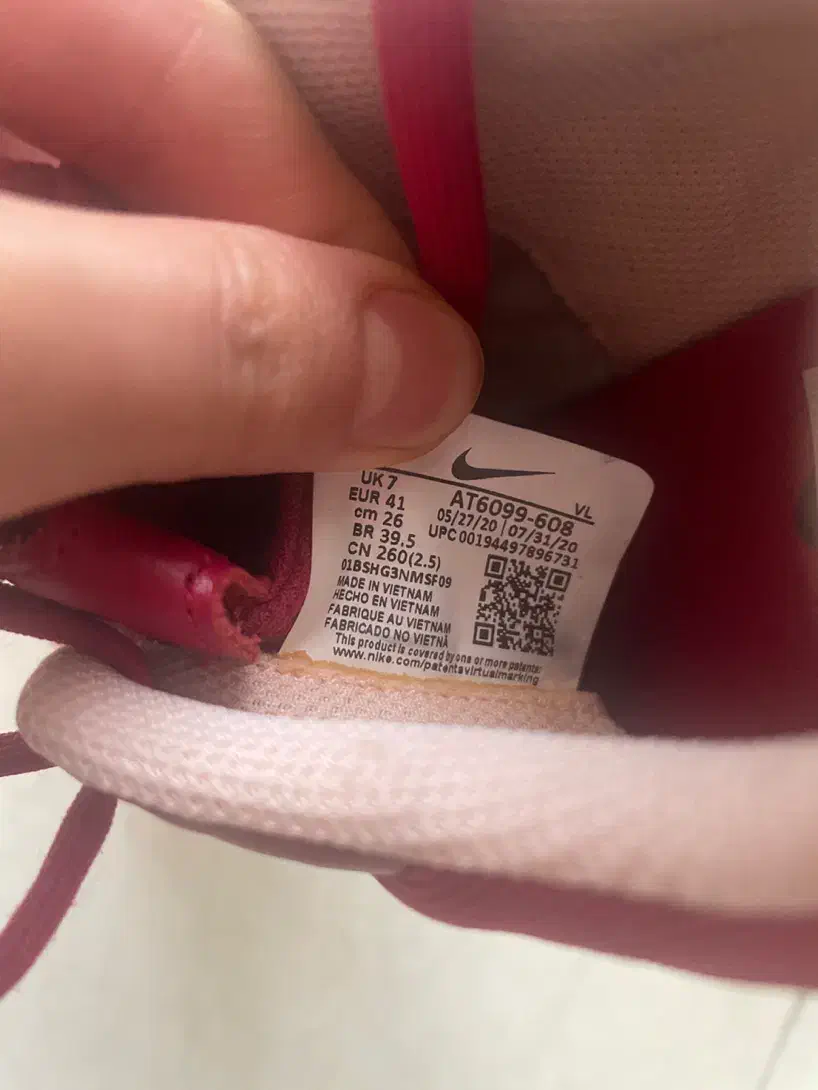 UK 7
EUR 41
cm 26
BR 39.5
CN 260(2.5)
01BSHG3NMSF09
MADE IN VIETNAM
HECHO EN VIETNAM
FABRIQUE AU VIETNAM
FABRICADO NO VIETNÃ
VL
AT6099-608
05/27/20 | 07/31/20
UPC 00194497896731
This product is covered by one or more patents:
www.nike.com/patentsvirtualmarking